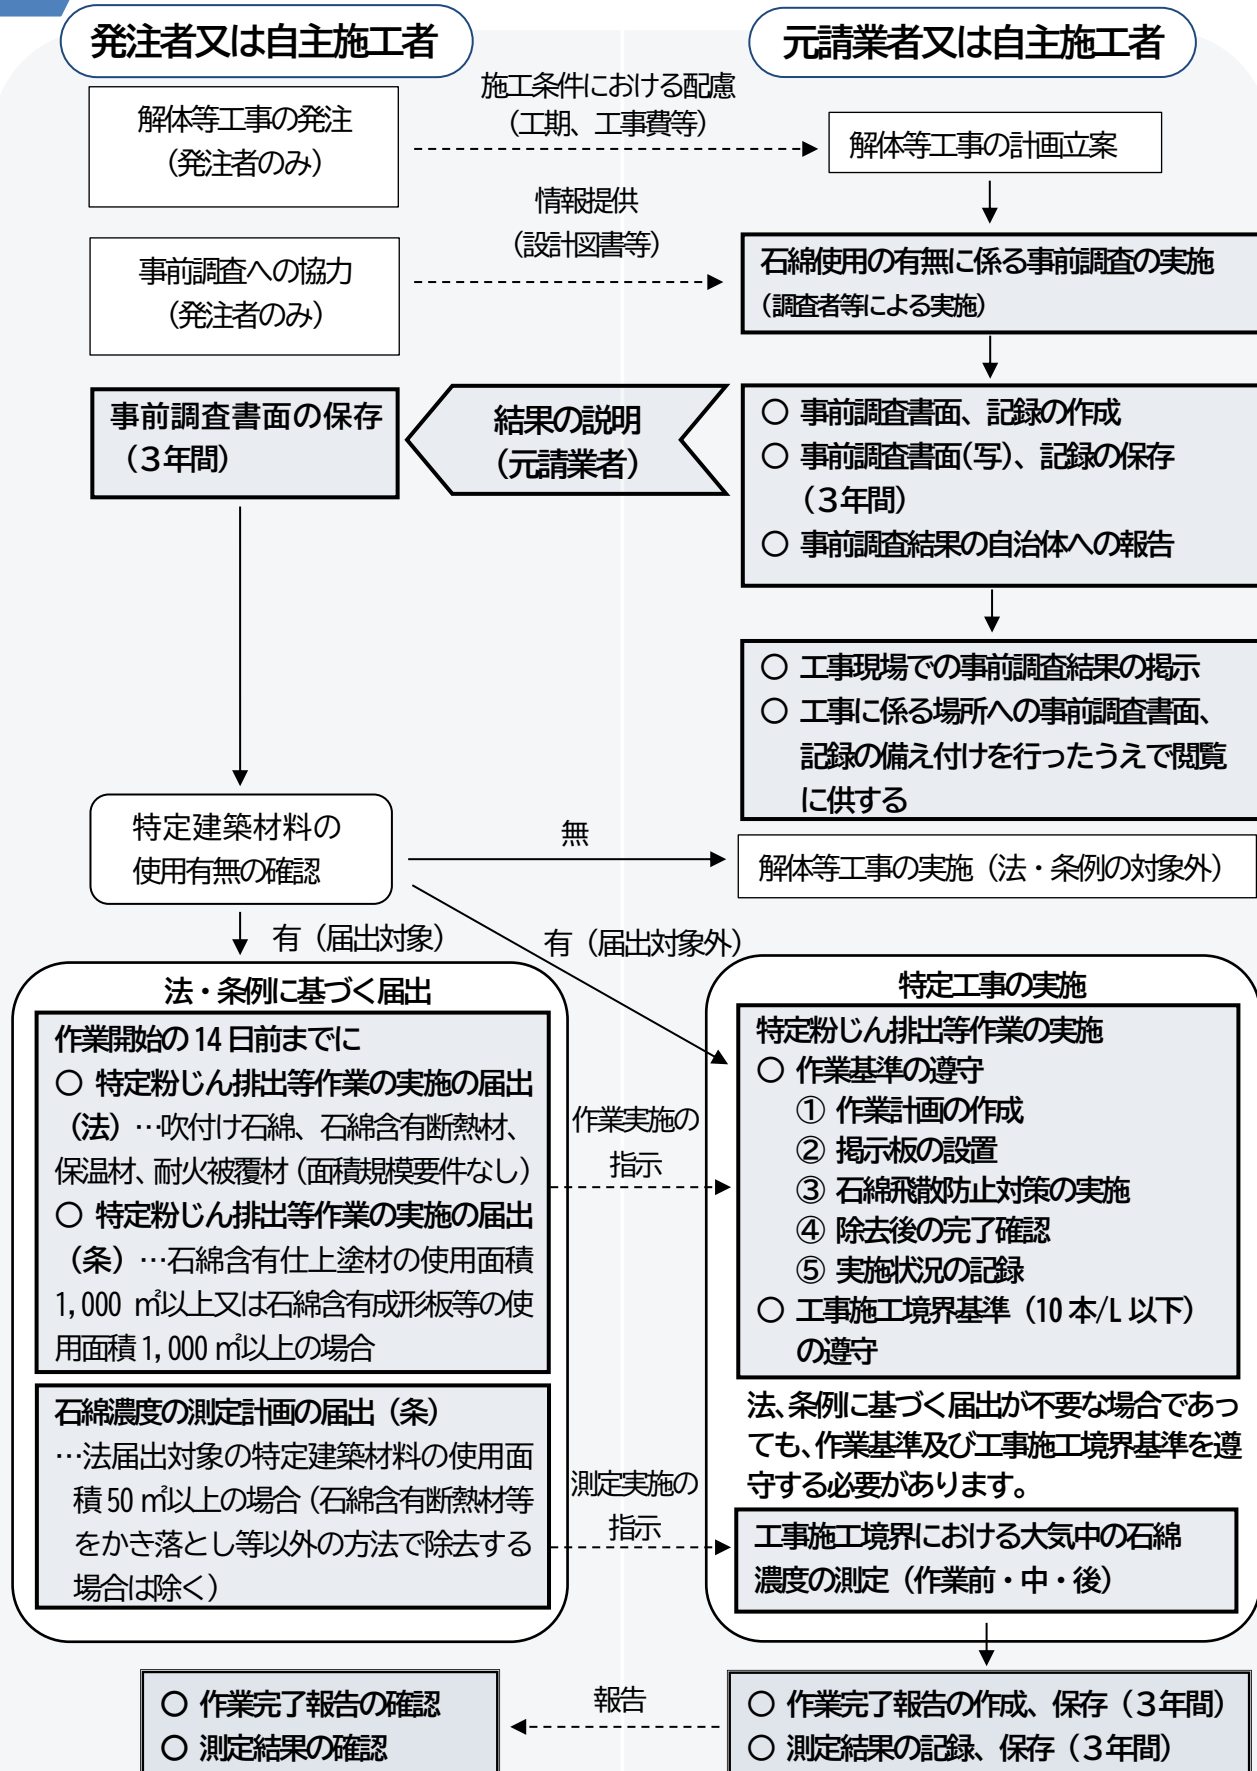 発注者又は自主施工者
元請業者又は自主施工者
解体等工事の発注
（発注者のみ）
施工条件における配慮
（工期、工事費等）
解体等工事の計画立案
事前調査への協力
（発注者のみ）
情報提供
（設計図書等）
石綿使用の有無に係る事前調査の実施
（調査者等による実施）
事前調査書面の保存
（３年間）
結果の説明
（元請業者）
○ 事前調査書面、記録の作成
○ 事前調査書面(写)、記録の保存
（３年間）
○ 事前調査結果の自治体への報告
○ 工事現場での事前調査結果の掲示
○ 工事に係る場所への事前調査書面、
記録の備え付けを行ったうえで閲覧
に供する
特定建築材料の
使用有無の確認
無
解体等工事の実施（法・条例の対象外）
有（届出対象）
有（届出対象外）
法・条例に基づく届出
作業開始の14日前までに
○ 特定粉じん排出等作業の実施の届出
（法）…吹付け石綿、石綿含有断熱材、
保温材、耐火被覆材（面積規模要件なし）
○ 特定粉じん排出等作業の実施の届出
（条）…石綿含有仕上塗材の使用面積
1,000 ㎡以上又は石綿含有成形板等の使
用面積1,000㎡以上の場合
石綿濃度の測定計画の届出（条）
…法届出対象の特定建築材料の使用面
積50㎡以上の場合（石綿含有断熱材等
をかき落とし等以外の方法で除去する
場合は除く）
作業実施の
指示
測定実施の
指示
特定工事の実施
特定粉じん排出等作業の実施
○ 作業基準の遵守
① 作業計画の作成
② 掲示板の設置
③ 石綿飛散防止対策の実施
④ 除去後の完了確認
⑤ 実施状況の記録
○ 工事施工境界基準（10本/L以下）
の遵守
法、条例に基づく届出が不要な場合であっ
ても、作業基準及び工事施工境界基準を遵
守する必要があります。
工事施工境界における大気中の石綿
濃度の測定（作業前・中・後）
○ 作業完了報告の確認
○ 測定結果の確認
報告
○ 作業完了報告の作成、保存（３年間）
○ 測定結果の記録、保存（３年間）